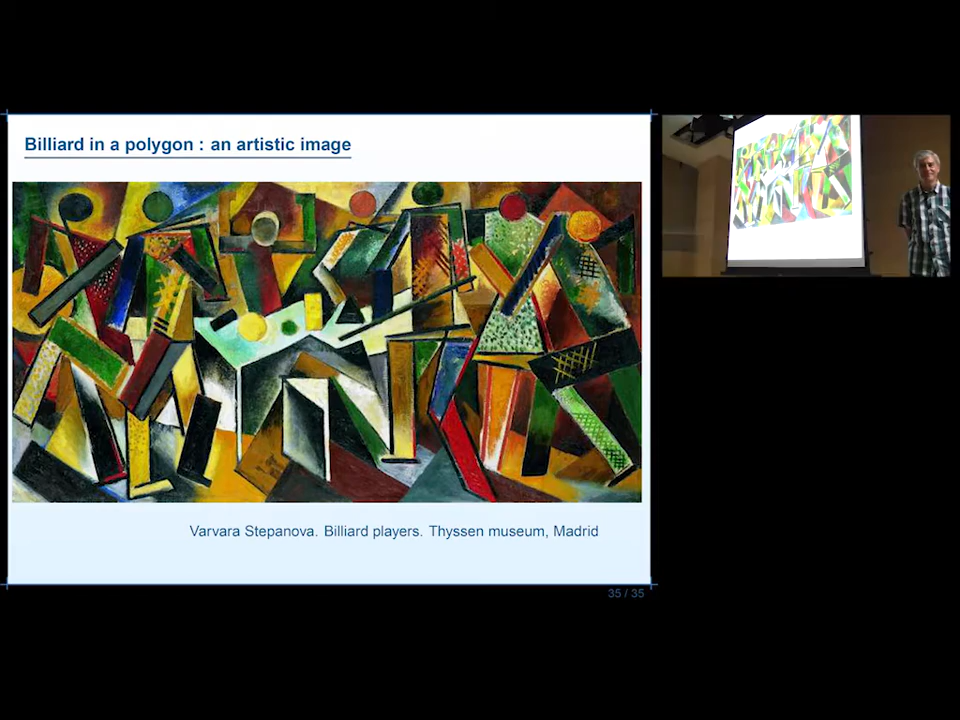 Billiard in a polygon : an artistic image
Varvara Stepanova. Billiard players. Thyssen museum, Madrid
35 / 35